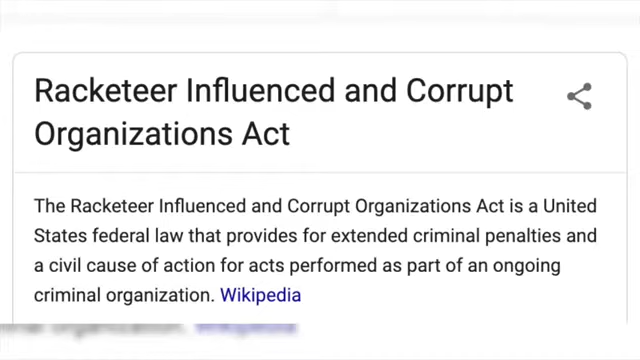 Racketeer Influenced and Corrupt
Organizations Act
The Racketeer Influenced and Corrupt Organizations Act is a United
States federal law that provides for extended criminal penalties and
a civil cause of action for acts performed as part of an ongoing
criminal organization. Wikipedia